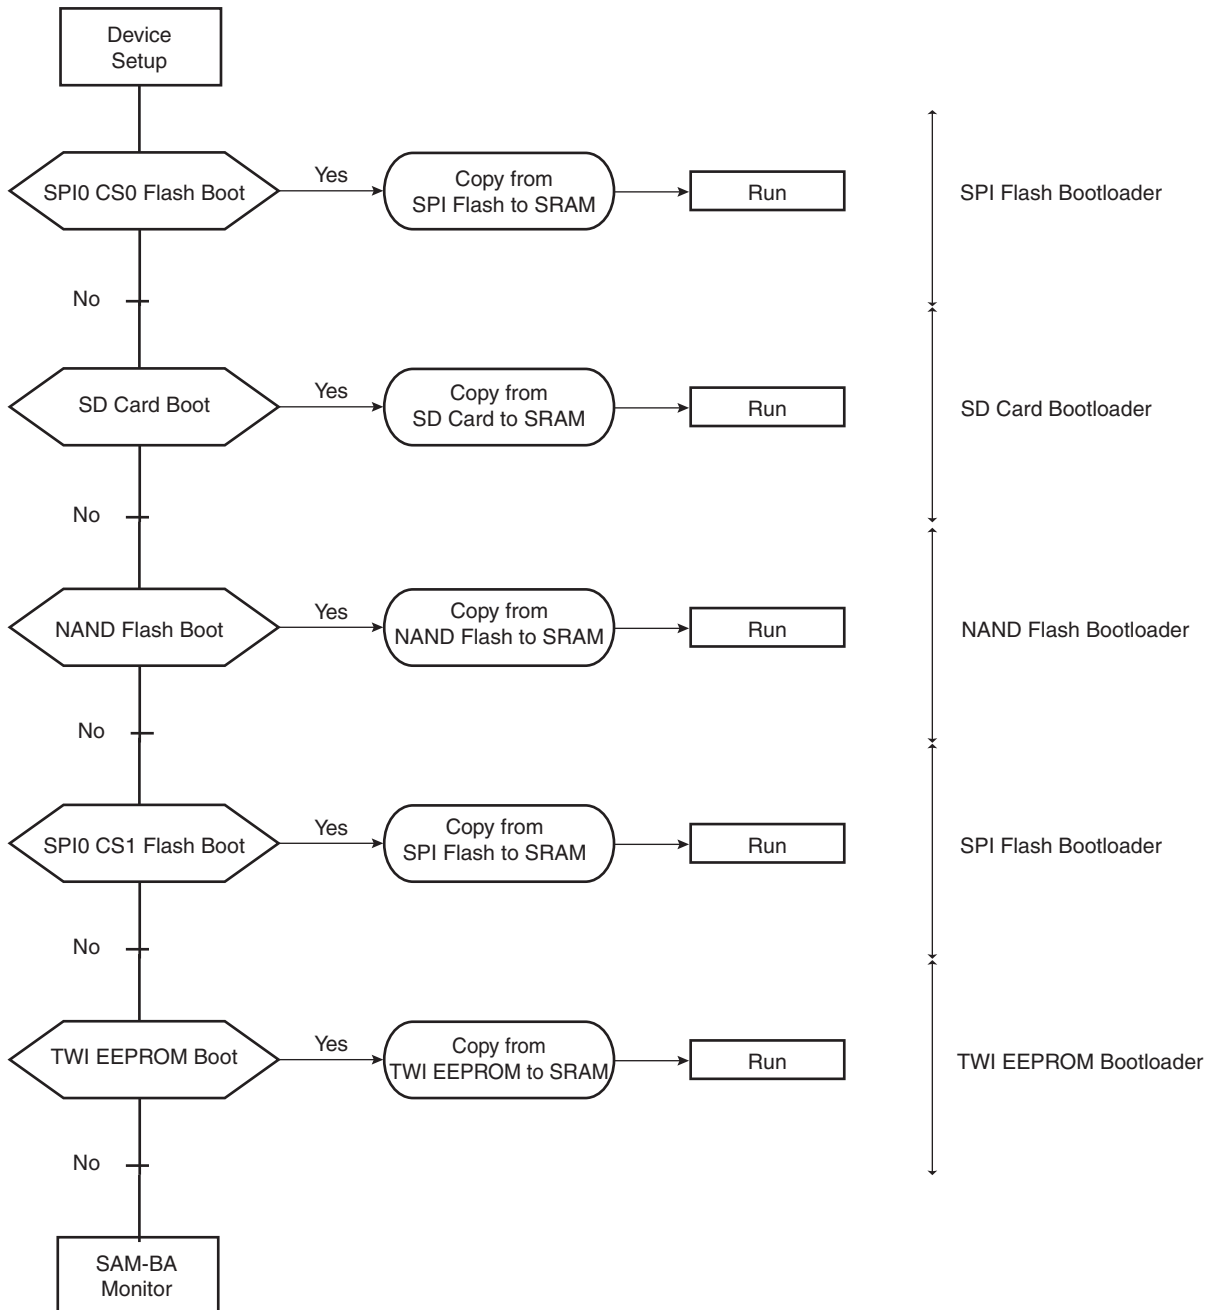 Device
Setup
SPI0 CS0 Flash Boot
Yes
Copy from
SPI Flash to SRAM
Run
SPI Flash Bootloader
No
SD Card Boot
Yes
Copy from
SD Card to SRAM
Run
SD Card Bootloader
No
NAND Flash Boot
Yes
Copy from
NAND Flash to SRAM
Run
NAND Flash Bootloader
No
SPI0 CS1 Flash Boot
Yes
Copy from
SPI Flash to SRAM
Run
SPI Flash Bootloader
No
TWI EEPROM Boot
Yes
Copy from
TWI EEPROM to SRAM
Run
TWI EEPROM Bootloader
No
SAM-BA
Monitor